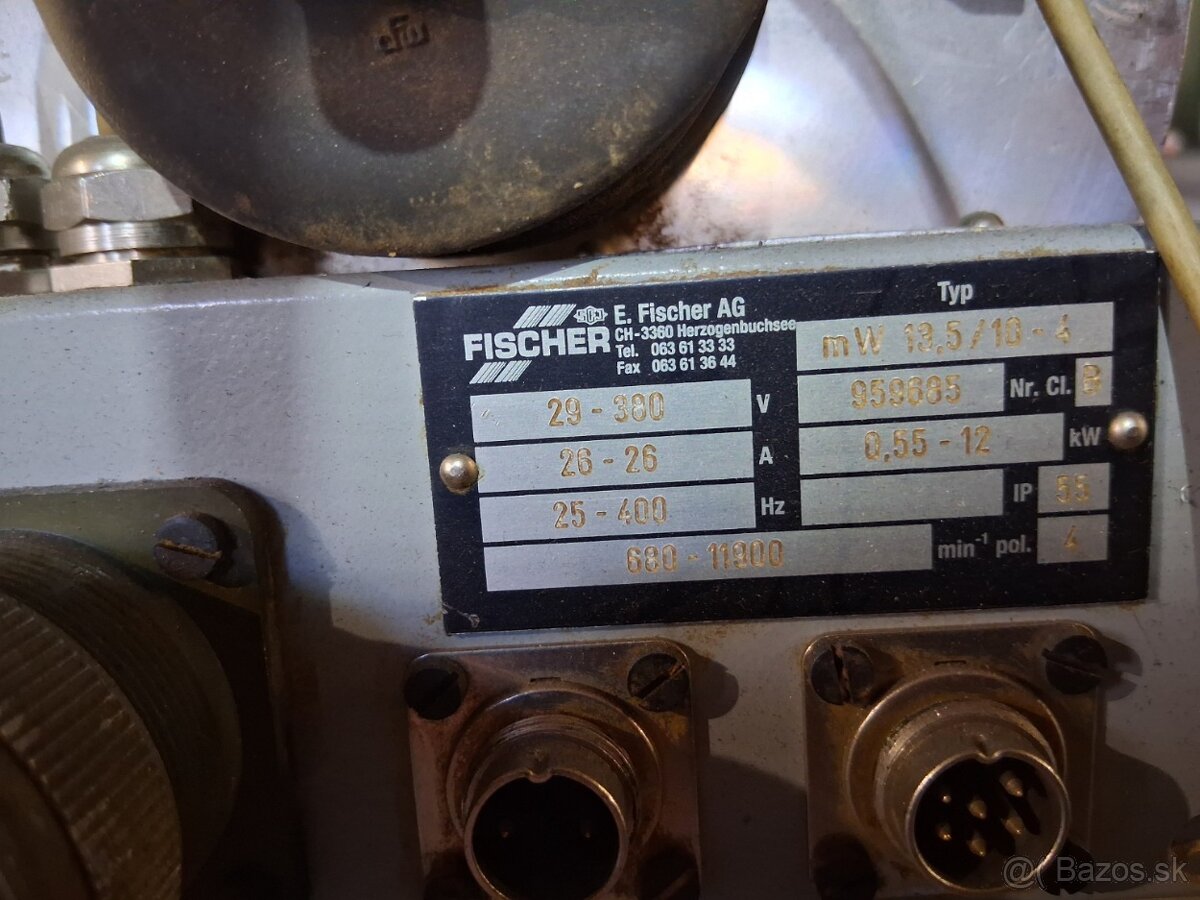 E. Fischer AG
FISCHER
CH-3360 Herzogenbuchsee
Tel. 063 61 33 33
Fax 063 61 36 44
Typ
mW 13,5/10-4
29-380 V
959685 Nr. Cl. B
26-26 A
0,55-12 kW
25-400 Hz
IP 55
680-11900 min-1 pol. 4
@ Bazos.sk